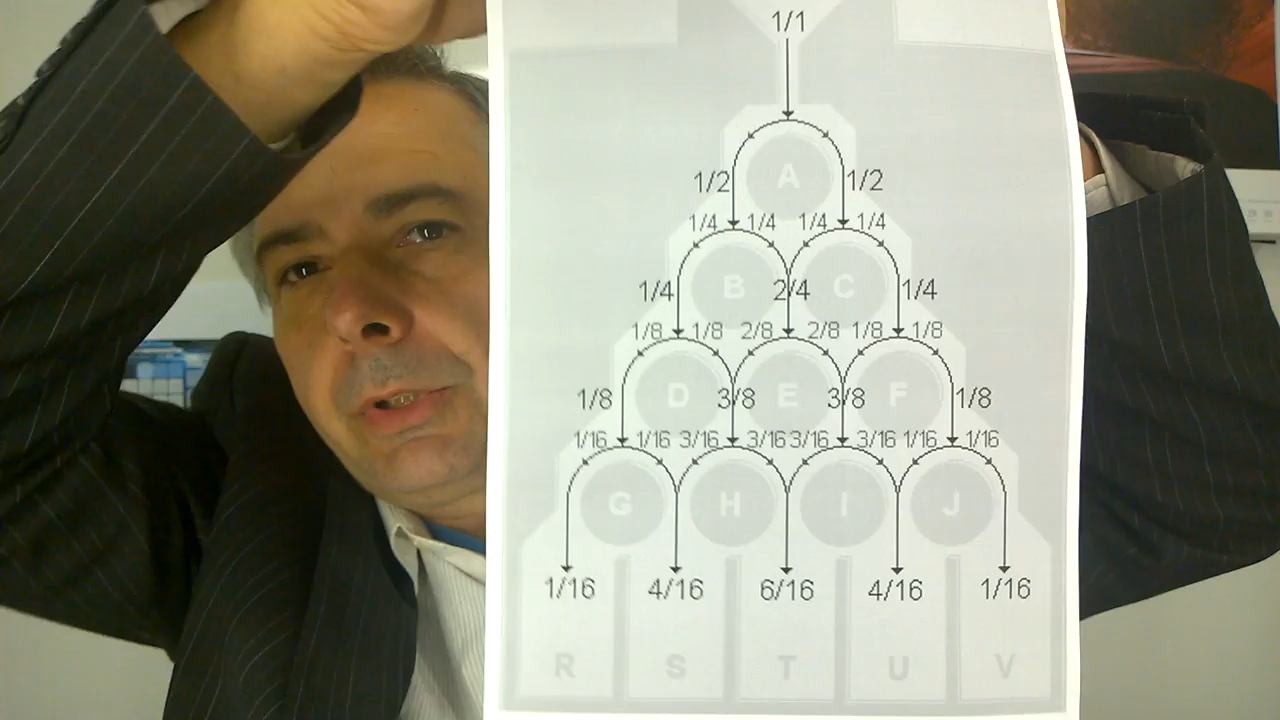 1/1
A
1/2 1/2
1/4 1/4 1/4 1/4
B C
1/4 2/4 1/4
1/8 1/8 2/8 2/8 1/8 1/8
D E F
1/8 3/8 3/8 1/8
1/16 1/16 3/16 3/16 3/16 3/16 1/16 1/16
G H I J
1/16 4/16 6/16 4/16 1/16
R S T U V